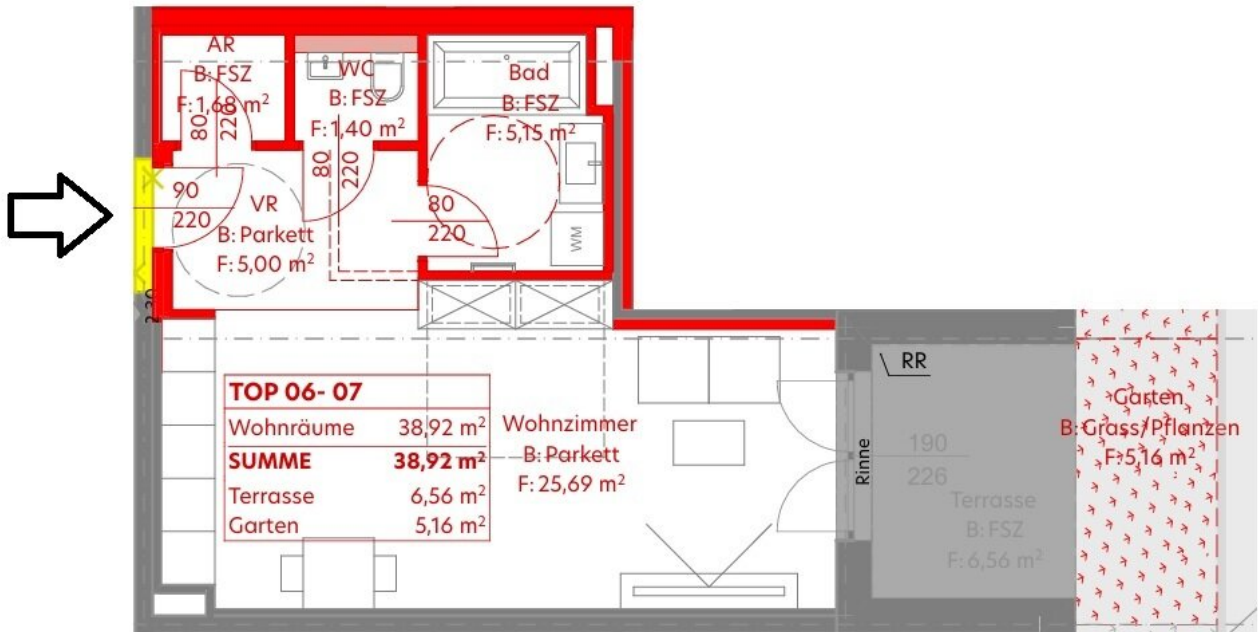 AR
B:FSZ
F:1,68 m²
80
220
WC
B:FSZ
F:1,40 m²
80
220
Bad
B:FSZ
F:5,15 m²
90
220
VR
B:Parkett
F:5,00 m²
80
220
WM
2,30
RR
TOP 06- 07
Wohnräume 38,92 m²
SUMME 38,92 m²
Terrasse 6,56 m²
Garten 5,16 m²
Wohnzimmer
B:Parkett
F:25,69 m²
Rinne
190
226
Terrasse
B:FSZ
F:6,56 m²
Garten
B:Grass/Pflanzen
F:5,16 m²